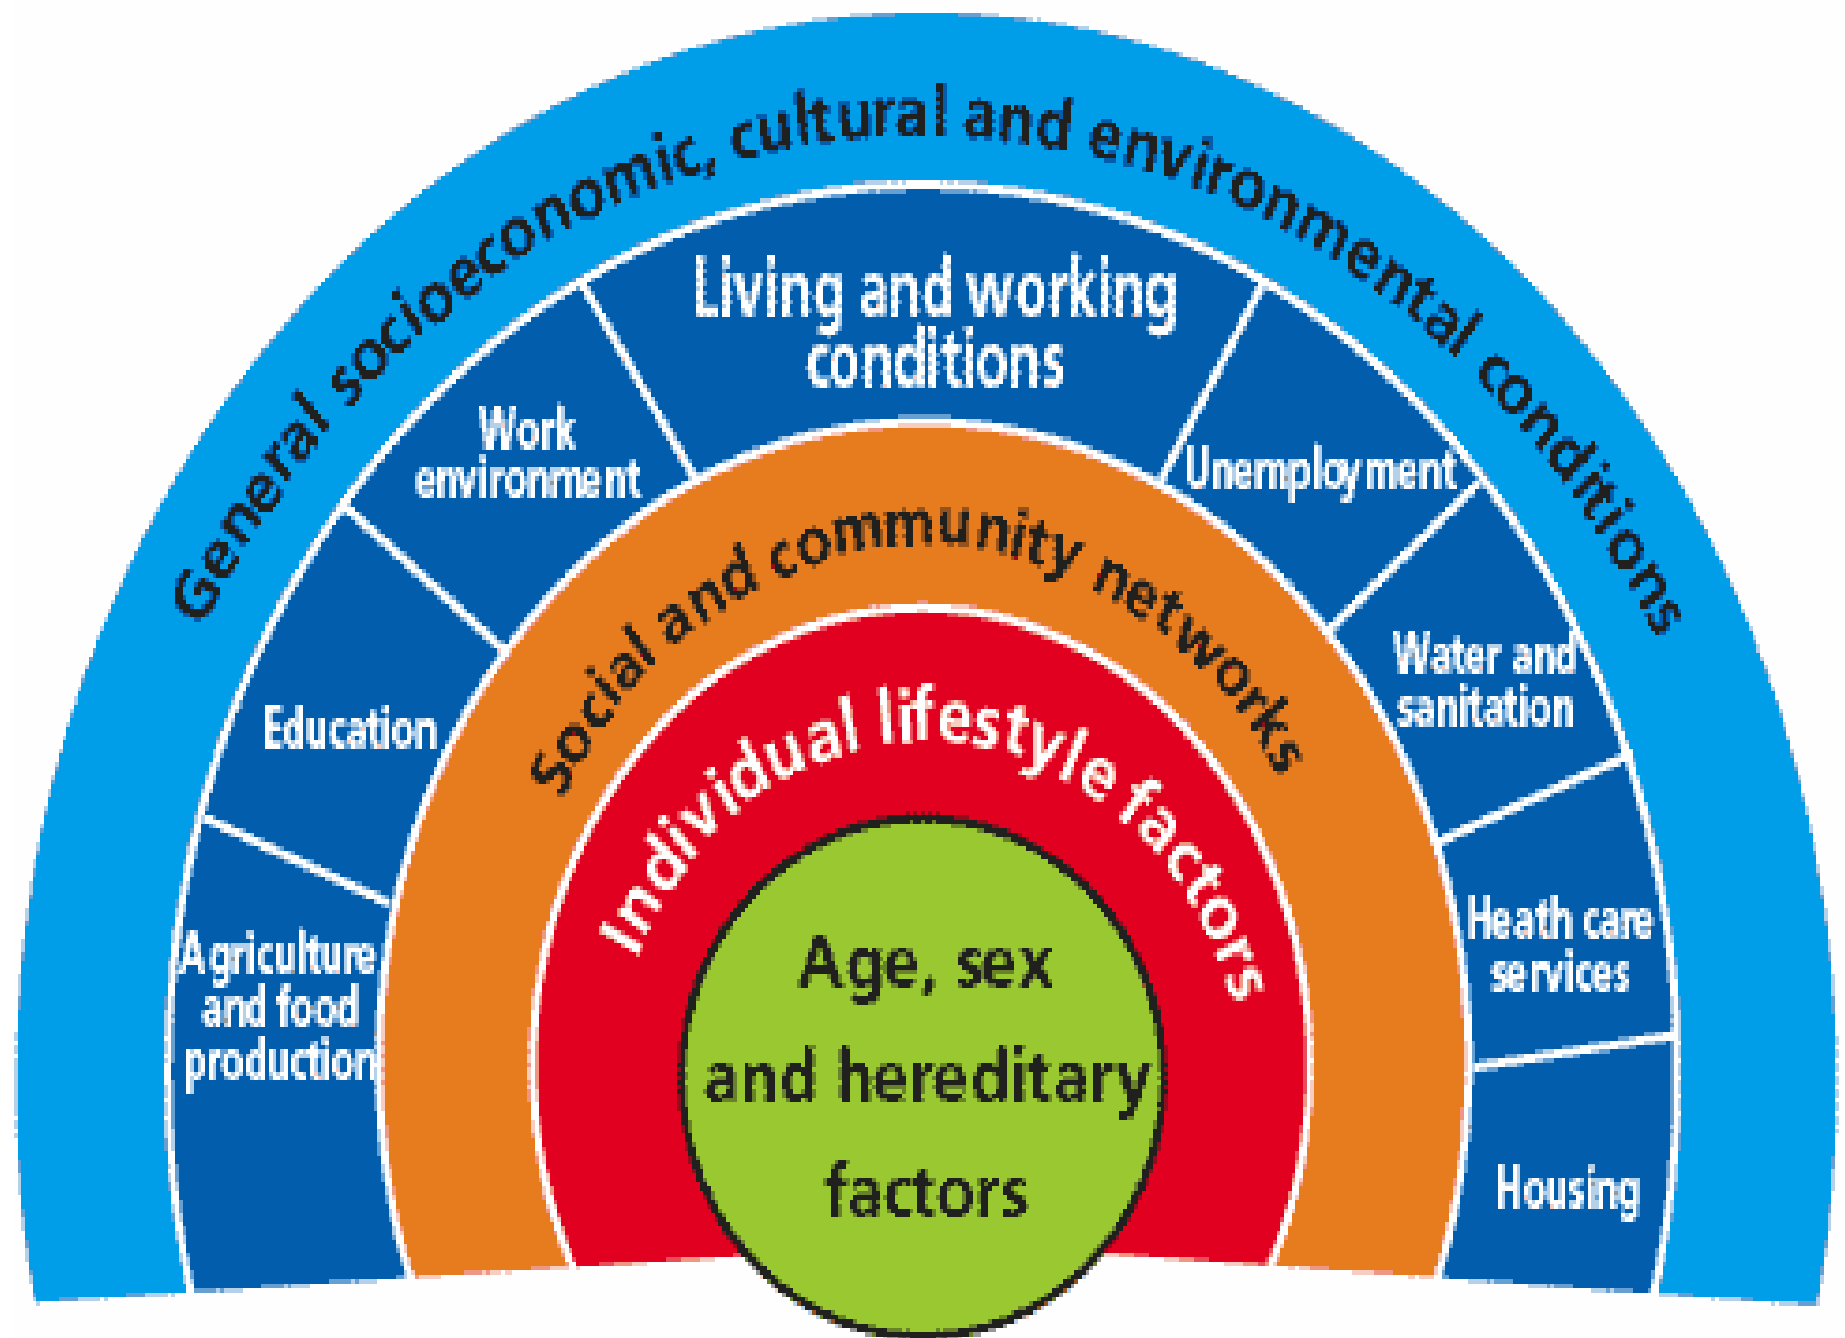 General socioeconomic, cultural and environmental conditions
Living and working
conditions
Work
environment
Unemployment
Education
Water and
sanitation
Agriculture
and food
production
Heath care
services
Housing
Social and community networks
Individual lifestyle factors
Age, sex
and hereditary
factors